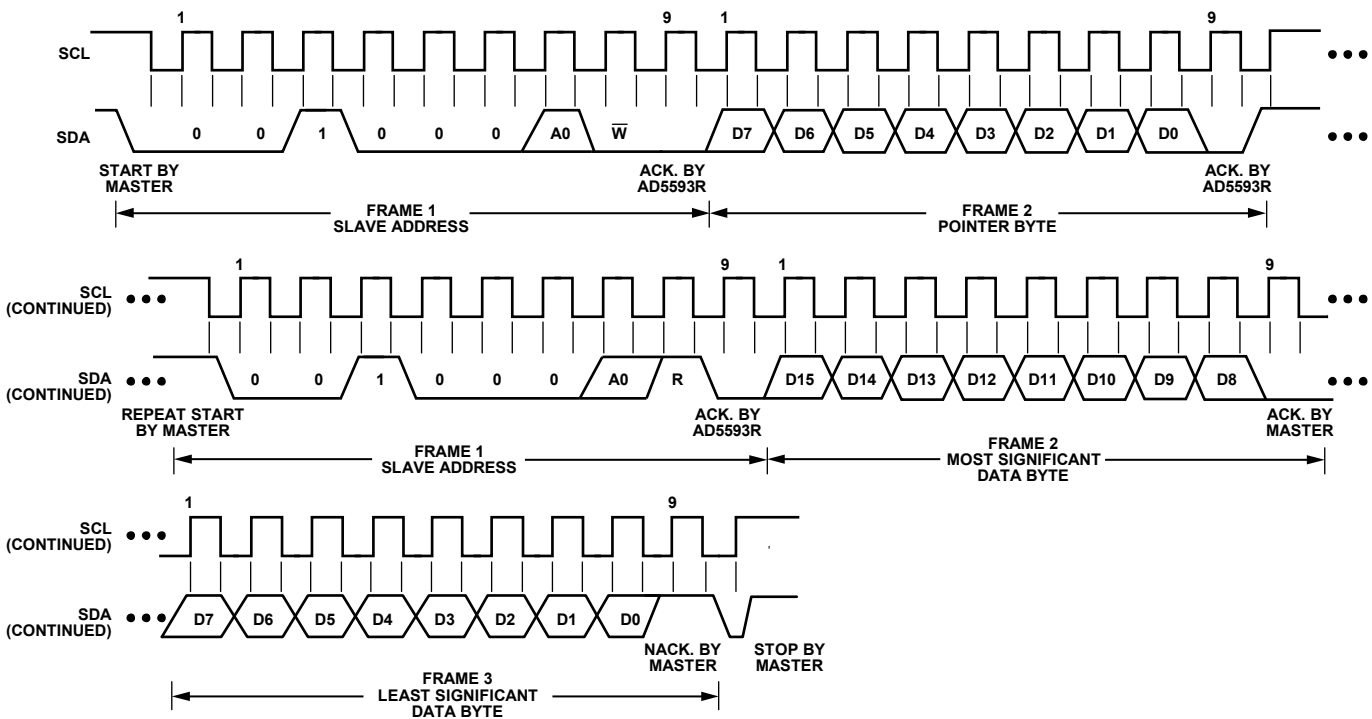 1 9 1 9
SCL
SDA 0 0 1 0 0 0 A0 W̅ D7 D6 D5 D4 D3 D2 D1 D0
START BY
MASTER
ACK. BY
AD5593R
ACK. BY
AD5593R
FRAME 1
SLAVE ADDRESS
FRAME 2
POINTER BYTE
1 9 1 9
SCL
(CONTINUED)
SDA
(CONTINUED)
0 0 1 0 0 0 A0 R D15 D14 D13 D12 D11 D10 D9 D8
REPEAT START
BY MASTER
ACK. BY
AD5593R
ACK. BY
MASTER
FRAME 1
SLAVE ADDRESS
FRAME 2
MOST SIGNIFICANT
DATA BYTE
1 9
SCL
(CONTINUED)
SDA
(CONTINUED)
D7 D6 D5 D4 D3 D2 D1 D0
NACK. BY
MASTER
STOP BY
MASTER
FRAME 3
LEAST SIGNIFICANT
DATA BYTE